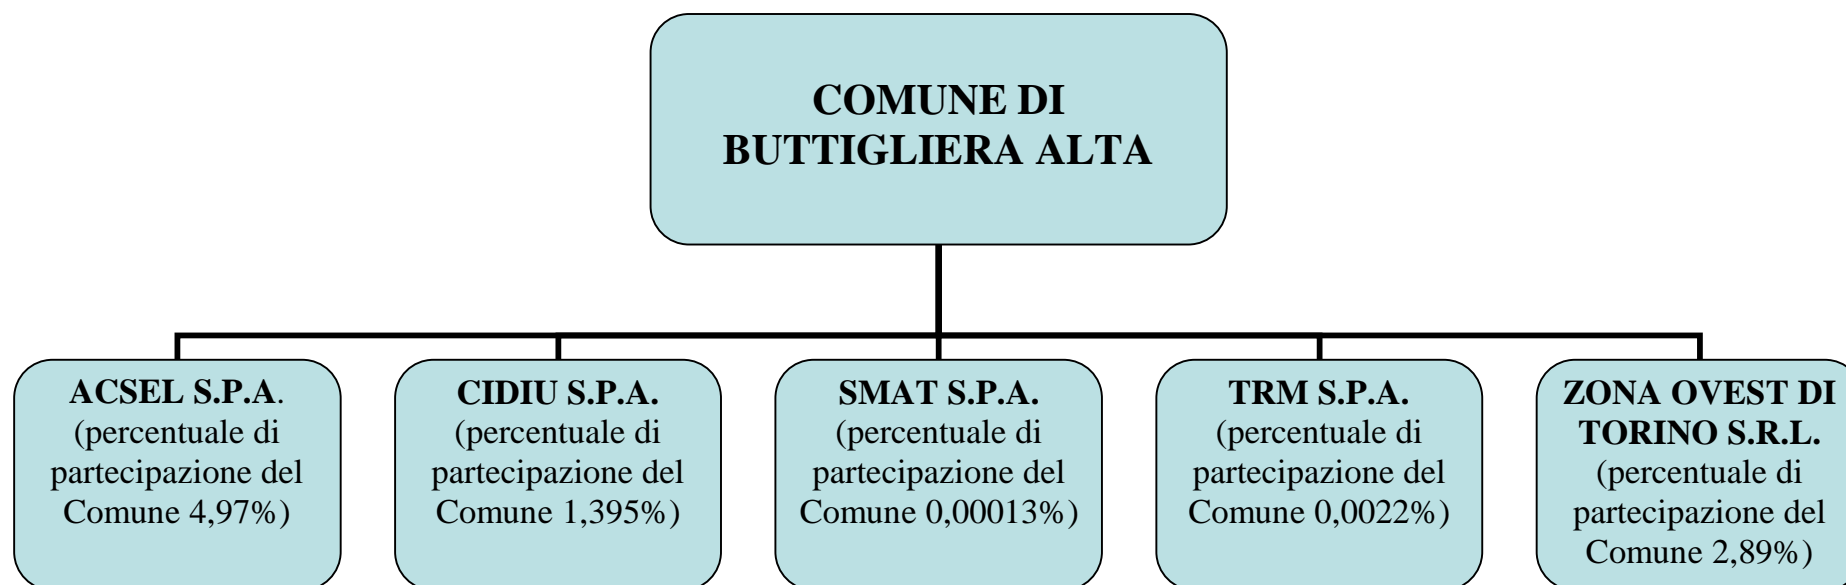 COMUNE DI
BUTTIGLIERA ALTA
ACSEL S.P.A.
(percentuale di
partecipazione del
Comune 4,97%)
CIDIU S.P.A.
(percentuale di
partecipazione del
Comune 1,395%)
SMAT S.P.A.
(percentuale di
partecipazione del
Comune 0,00013%)
TRM S.P.A.
(percentuale di
partecipazione del
Comune 0,0022%)
ZONA OVEST DI
TORINO S.R.L.
(percentuale di
partecipazione del
Comune 2,89%)